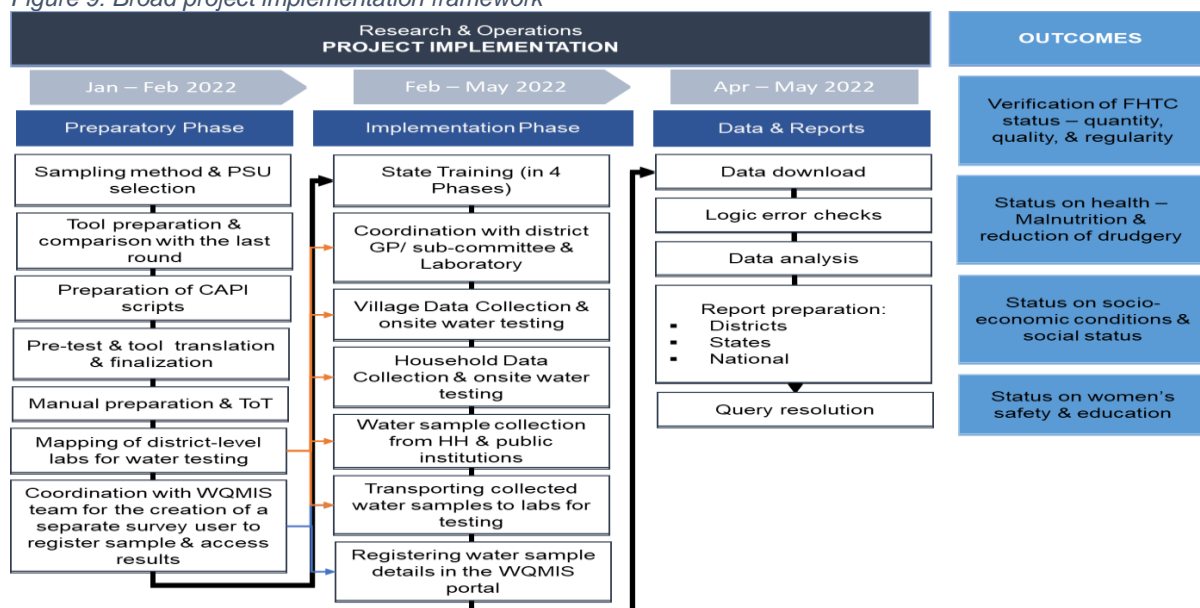 Figure 9: Broad project implementation framework
Research & Operations
PROJECT IMPLEMENTATION
Jan – Feb 2022
Feb – May 2022
Apr – May 2022
Preparatory Phase
Implementation Phase
Data & Reports
Sampling method & PSU
selection
Tool preparation &
comparison with the last
round
Preparation of CAPI
scripts
Pre-test & tool translation
& finalization
Manual preparation & ToT
Mapping of district-level
labs for water testing
Coordination with WQMIS
team for the creation of a
separate survey user to
register sample & access
results
State Training (in 4
Phases)
Coordination with district
GP/ sub-committee &
Laboratory
Village Data Collection &
onsite water testing
Household Data
Collection & onsite water
testing
Water sample collection
from HH & public
institutions
Transporting collected
water samples to labs for
testing
Registering water sample
details in the WQMIS
portal
Data download
Logic error checks
Data analysis
Report preparation:
▪ Districts
▪ States
▪ National
Query resolution
OUTCOMES
Verification of FHTC
status – quantity,
quality, & regularity
Status on health –
Malnutrition &
reduction of drudgery
Status on socio-
economic conditions &
social status
Status on women's
safety & education